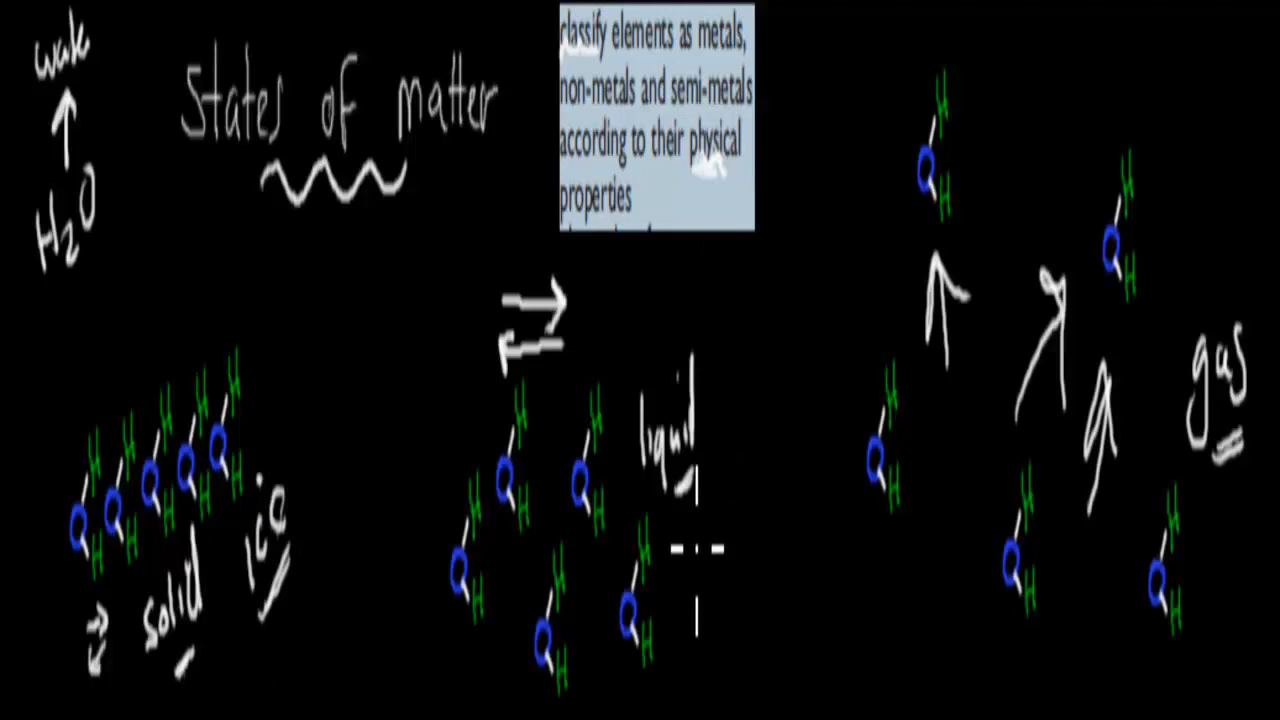 wate
H₂O
States of matter
classify elements as metals,
non-metals and semi-metals
according to their physical
properties
H H H H H
O O O O O
H H H H H
solid
ice
liquid
H H
O O
H H
H H H
O O O
H H H
gas
H H
O O
H H
H H H
O O O
H H H